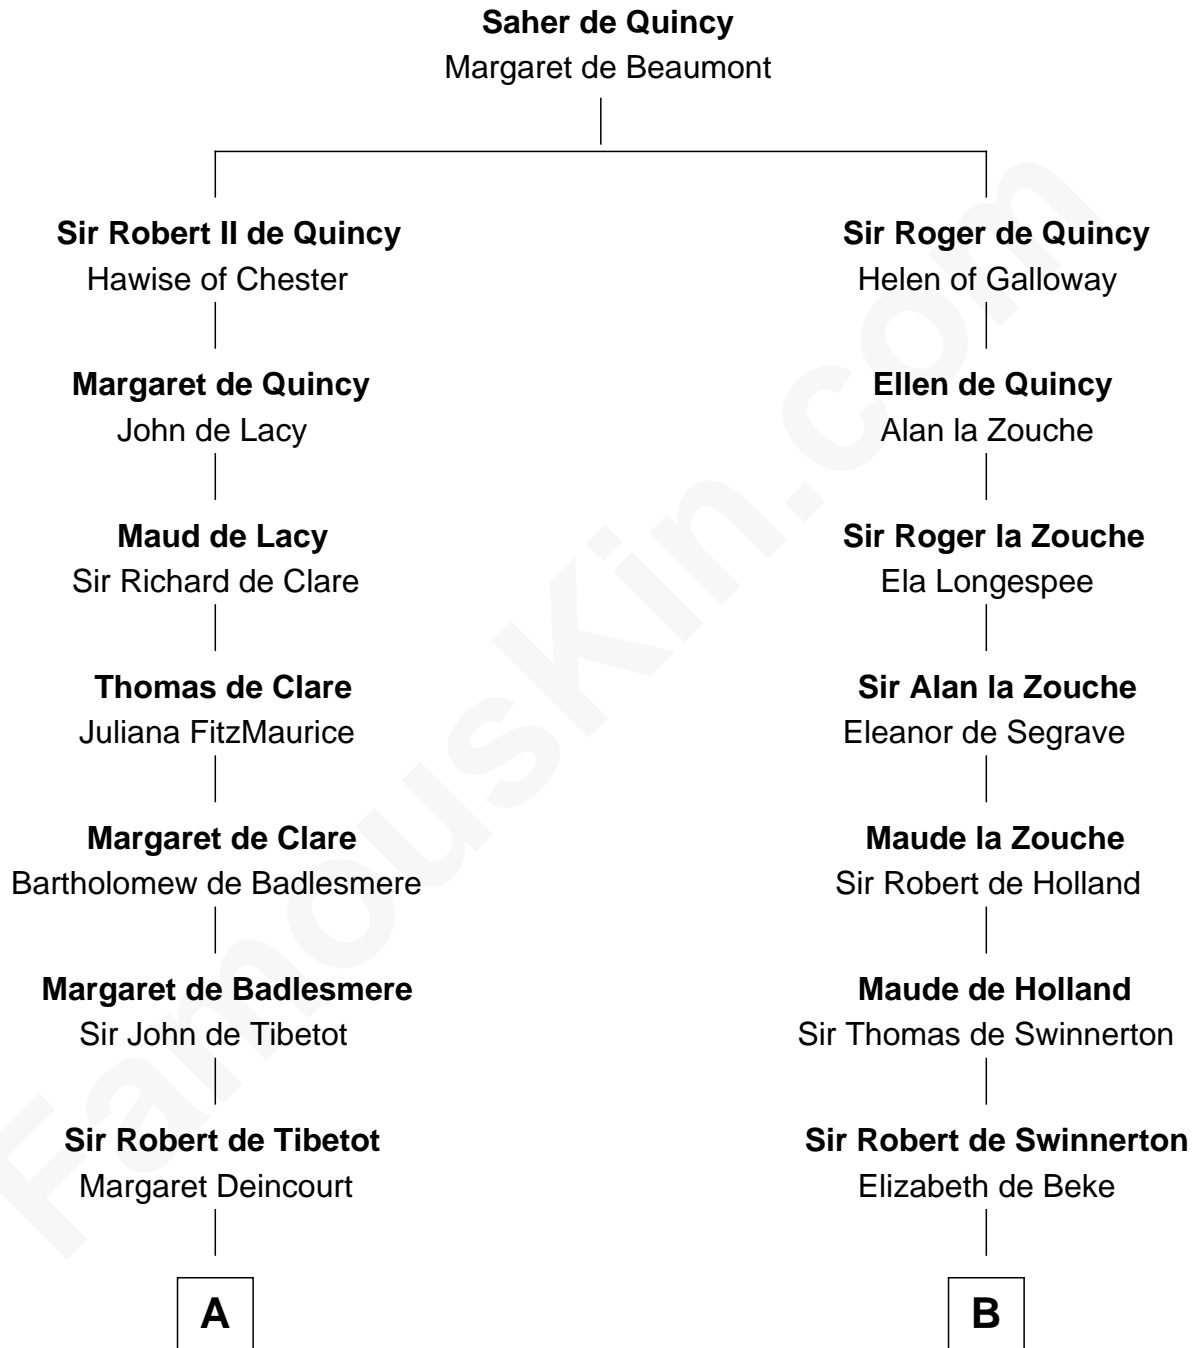 Saher de Quincy
Margaret de Beaumont
Sir Robert II de Quincy
Hawise of Chester
Margaret de Quincy
John de Lacy
Maud de Lacy
Sir Richard de Clare
Thomas de Clare
Juliana FitzMaurice
Margaret de Clare
Bartholomew de Badlesmere
Margaret de Badlesmere
Sir John de Tibetot
Sir Robert de Tibetot
Margaret Deincourt
A
Sir Roger de Quincy
Helen of Galloway
Ellen de Quincy
Alan la Zouche
Sir Roger la Zouche
Ela Longespee
Sir Alan la Zouche
Eleanor de Segrave
Maude la Zouche
Sir Robert de Holland
Maude de Holland
Sir Thomas de Swinnerton
Sir Robert de Swinnerton
Elizabeth de Beke
B
FamousKin.com